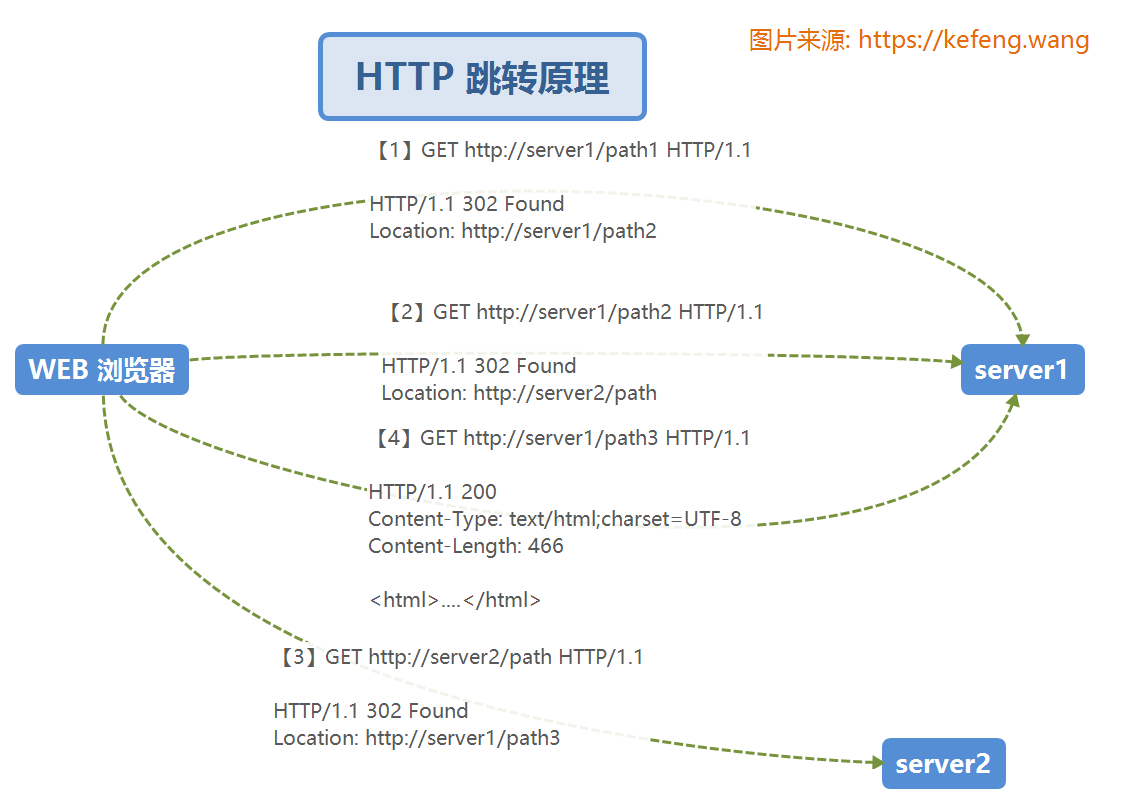 图片来源: https://kefeng.wang
HTTP 跳转原理
【1】GET http://server1/path1 HTTP/1.1
HTTP/1.1 302 Found
Location: http://server1/path2
【2】GET http://server1/path2 HTTP/1.1
WEB 浏览器
HTTP/1.1 302 Found
Location: http://server2/path
server1
【4】GET http://server1/path3 HTTP/1.1
HTTP/1.1 200
Content-Type: text/html;charset=UTF-8
Content-Length: 466
<html>....</html>
【3】GET http://server2/path HTTP/1.1
HTTP/1.1 302 Found
Location: http://server1/path3
server2